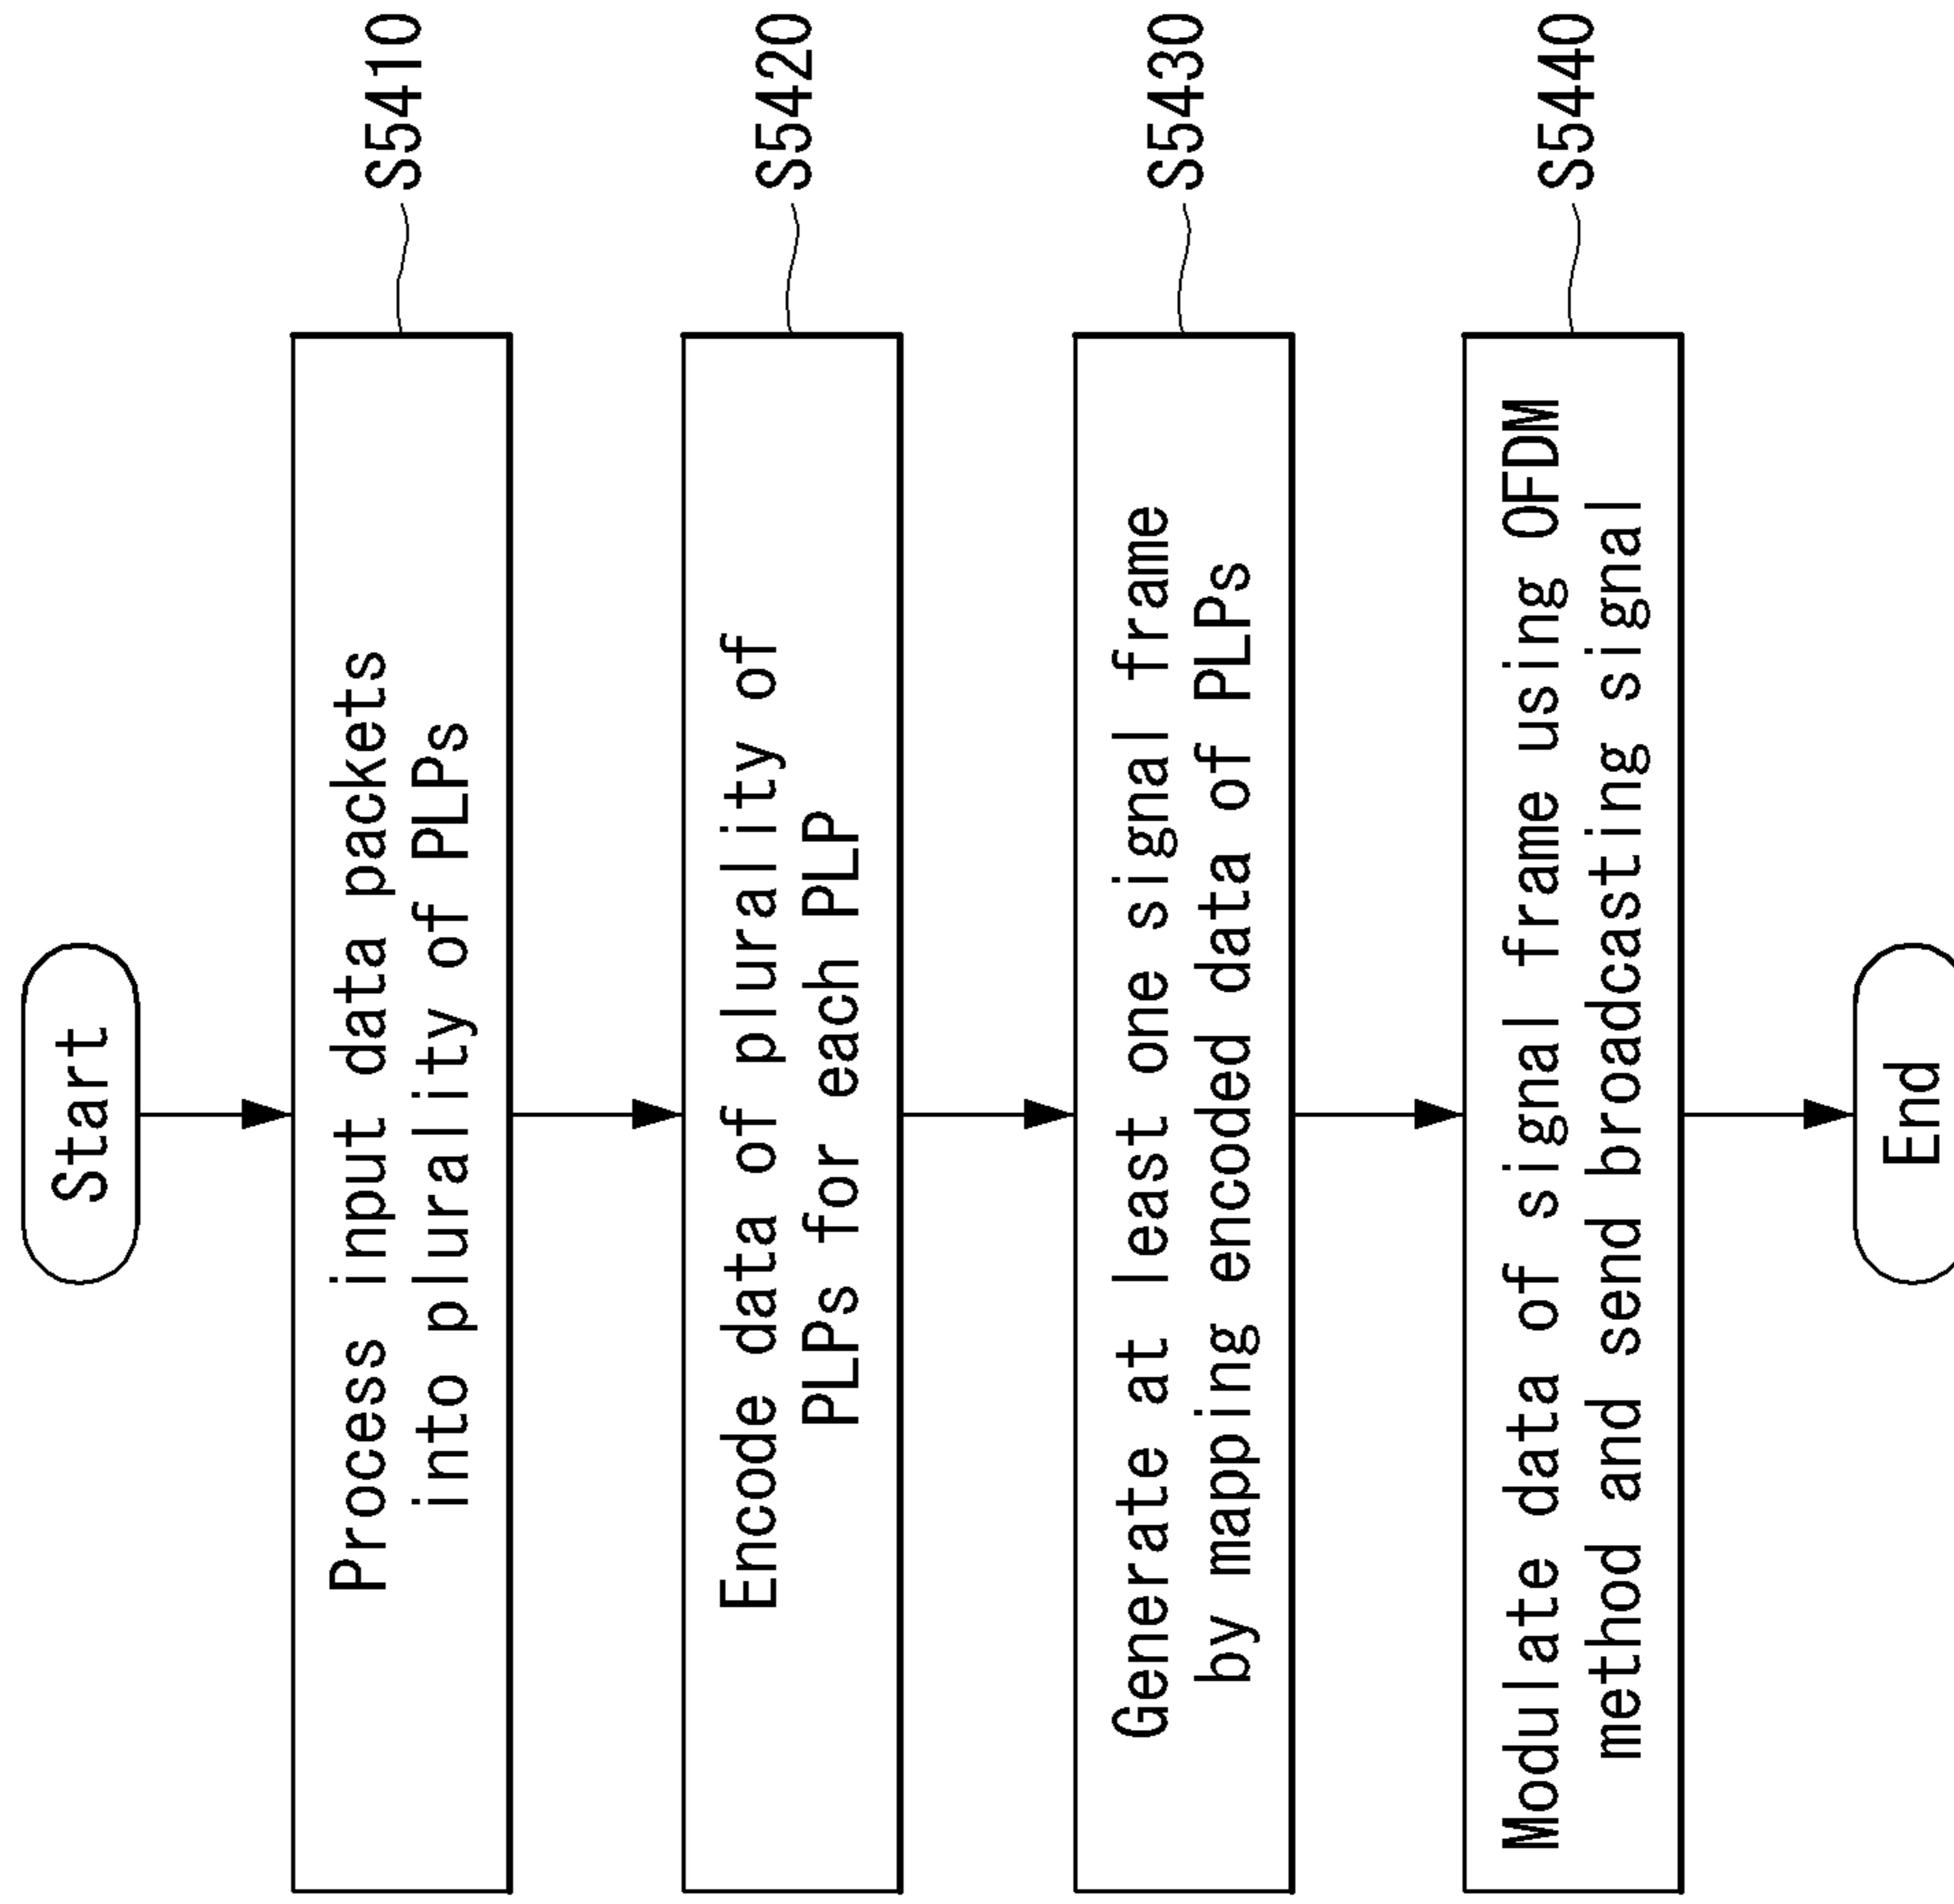 Start
Process input data packets
into plurality of PLPs
S5410
Encode data of plurality of
PLPs for each PLP
S5420
Generate at least one signal frame
by mapping encoded data of PLPs
S5430
Modulate data of signal frame using OFDM
method and send broadcasting signal
S5440
End